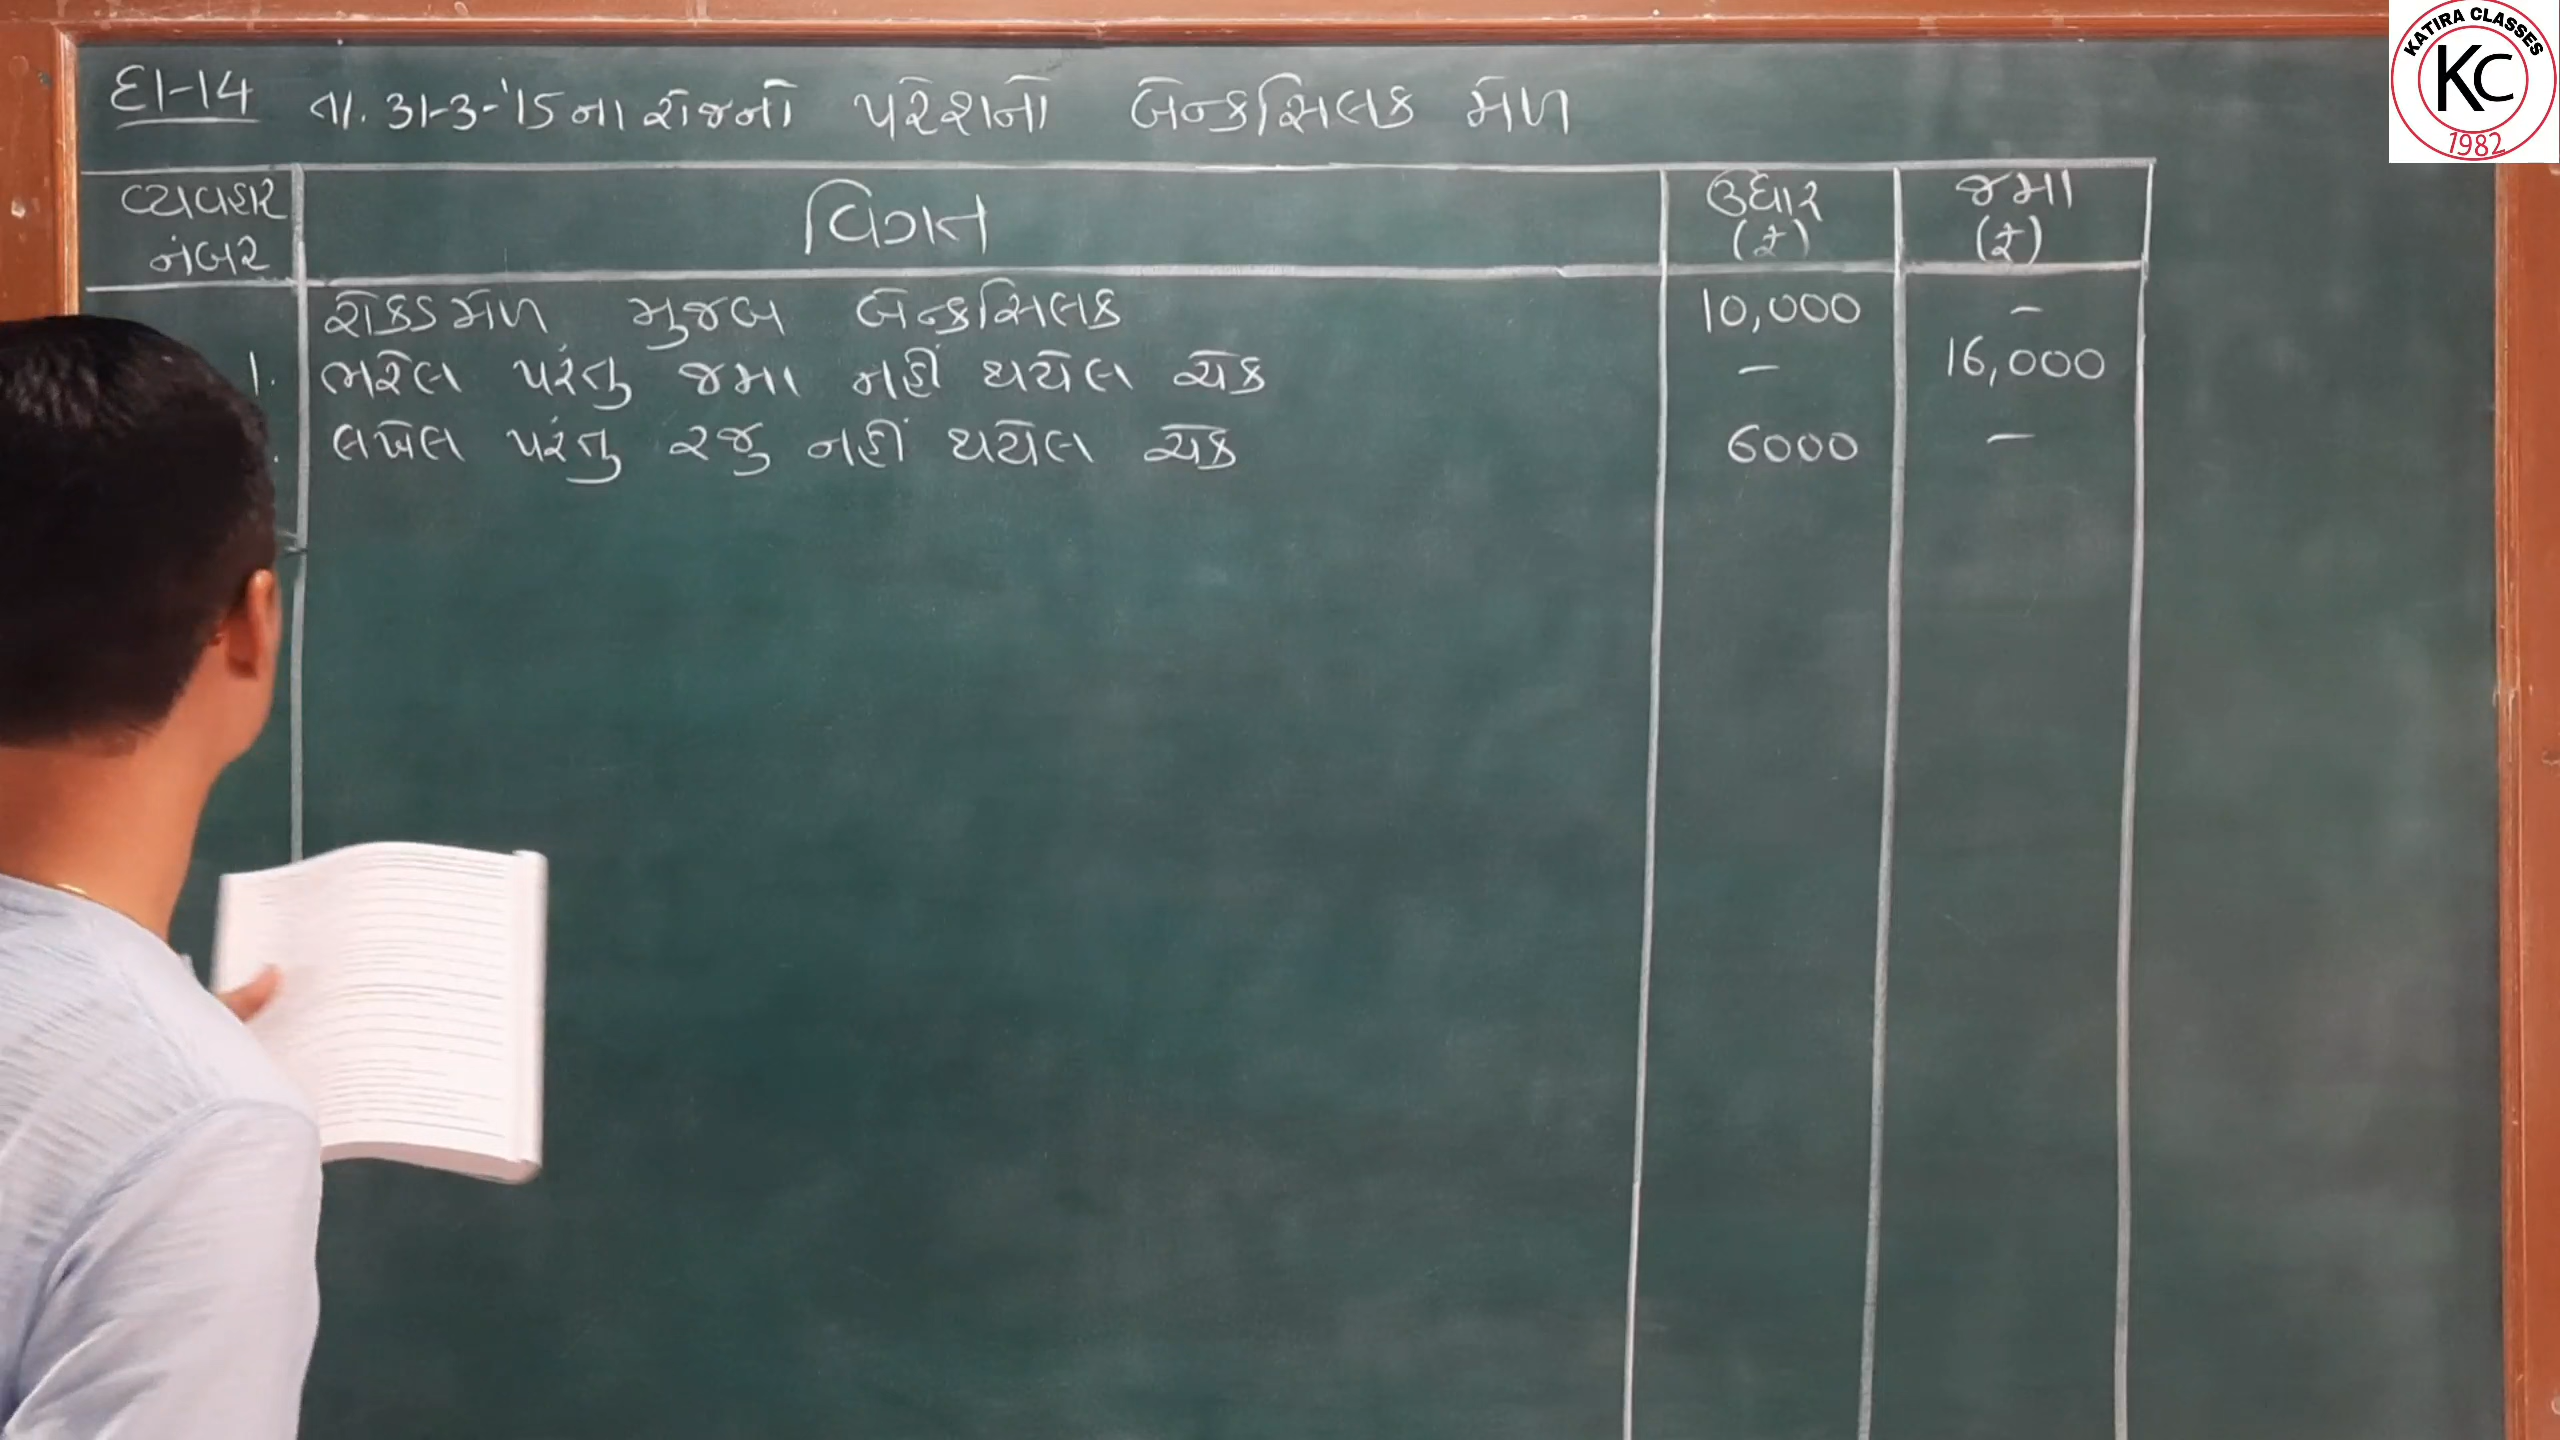 દા-14 તા. 31-3-'15ના રોજનો પરેશનો બેન્કસિલક મેળ
વ્યવહાર નંબર વિગત ઉધાર (₹) જમા (₹)
રોકડમેળ મુજબ બેન્કસિલક 10,000 –
1. ભરેલ પરંતુ જમા નહીં થયેલ ચેક – 16,000
. લખેલ પરંતુ રજુ નહીં થયેલ ચેક 6000 –
KATIRA CLASSES
KC
1982